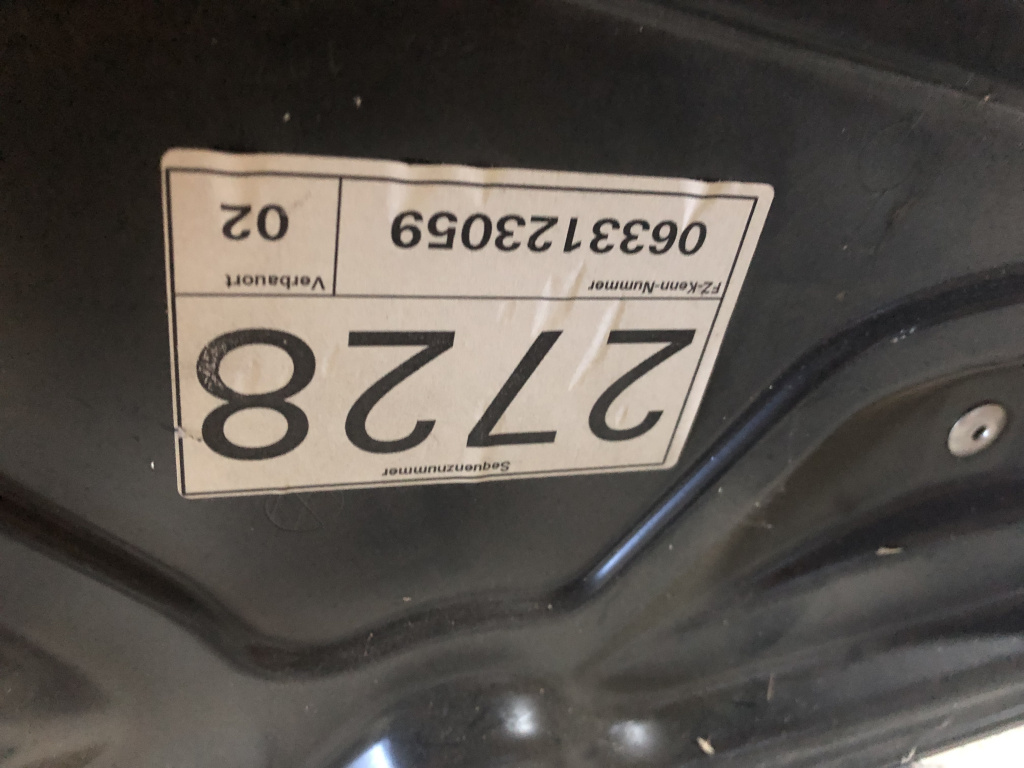 Sequenznummer
2728
FZ-Kenn-Nummer Verbauort
0633123059 02